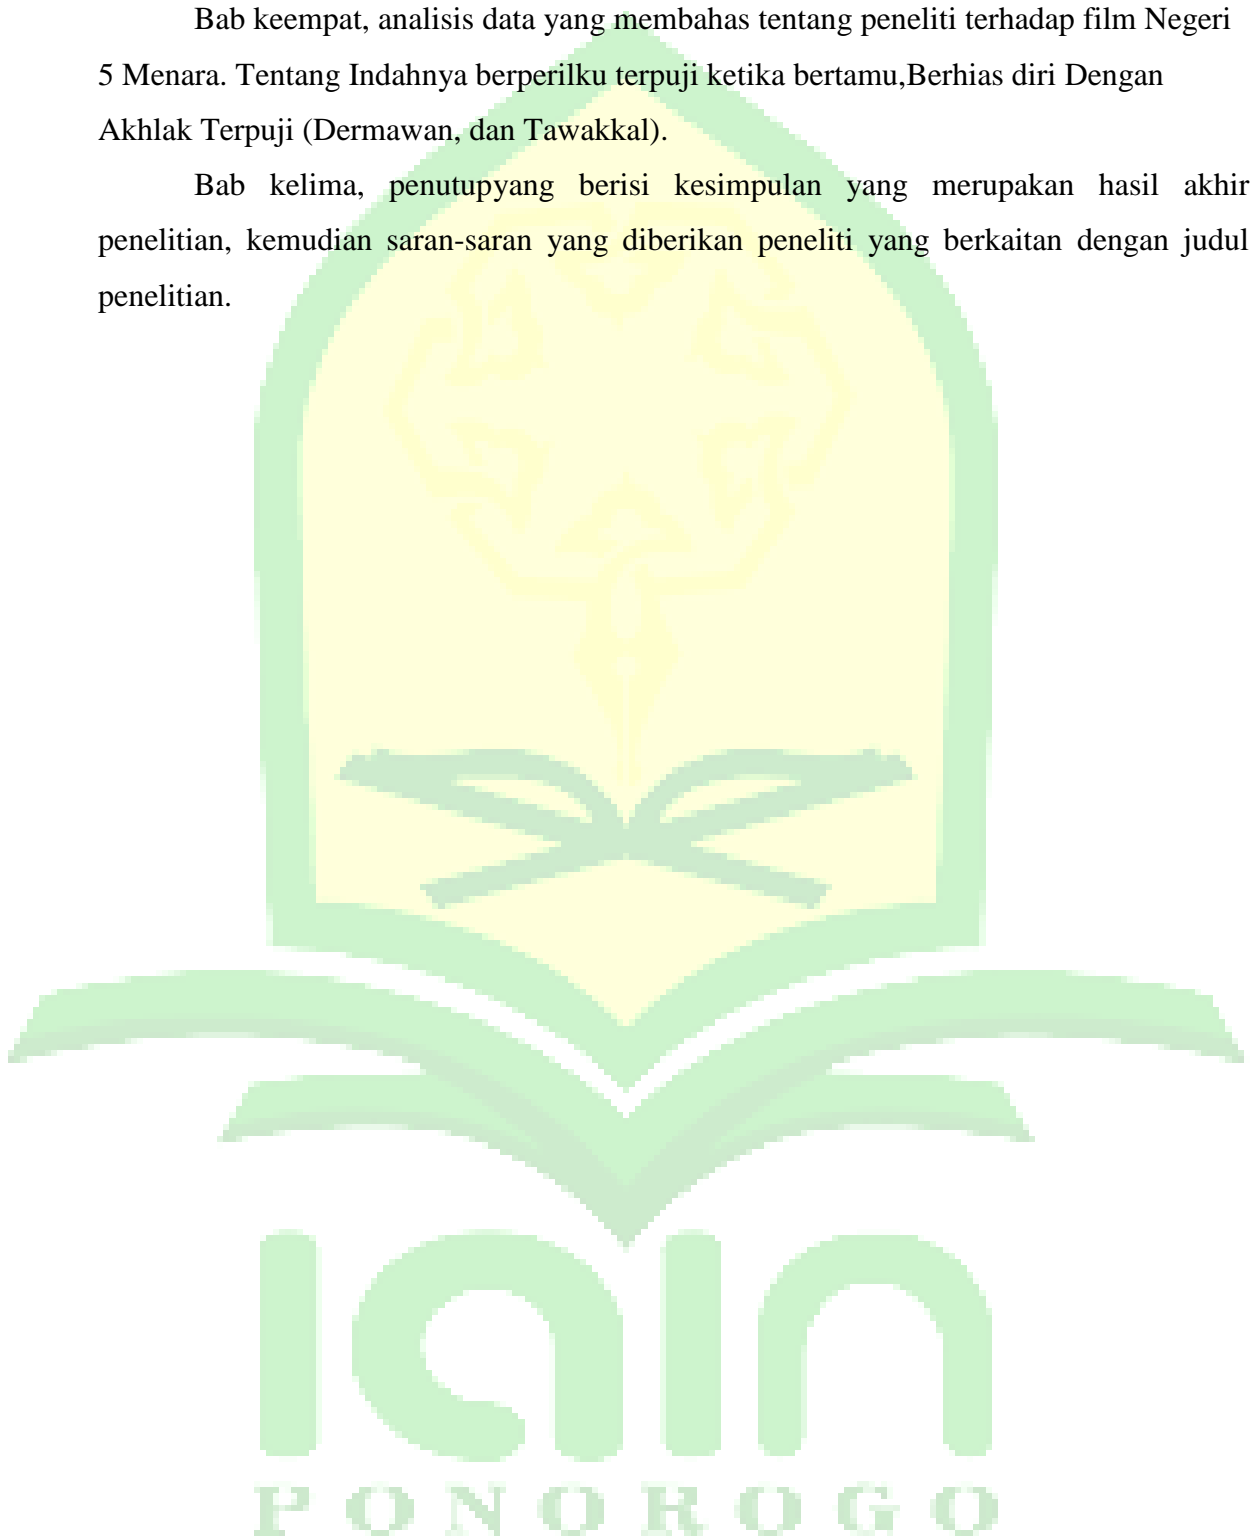 Bab keempat, analisis data yang membahas tentang peneliti terhadap film Negeri
5 Menara. Tentang Indahnya berperilku terpuji ketika bertamu,Berhias diri Dengan
Akhlak Terpuji (Dermawan, dan Tawakkal).
Bab kelima, penutupyang berisi kesimpulan yang merupakan hasil akhir
penelitian, kemudian saran-saran yang diberikan peneliti yang berkaitan dengan judul
penelitian.
iain
PONOROGO